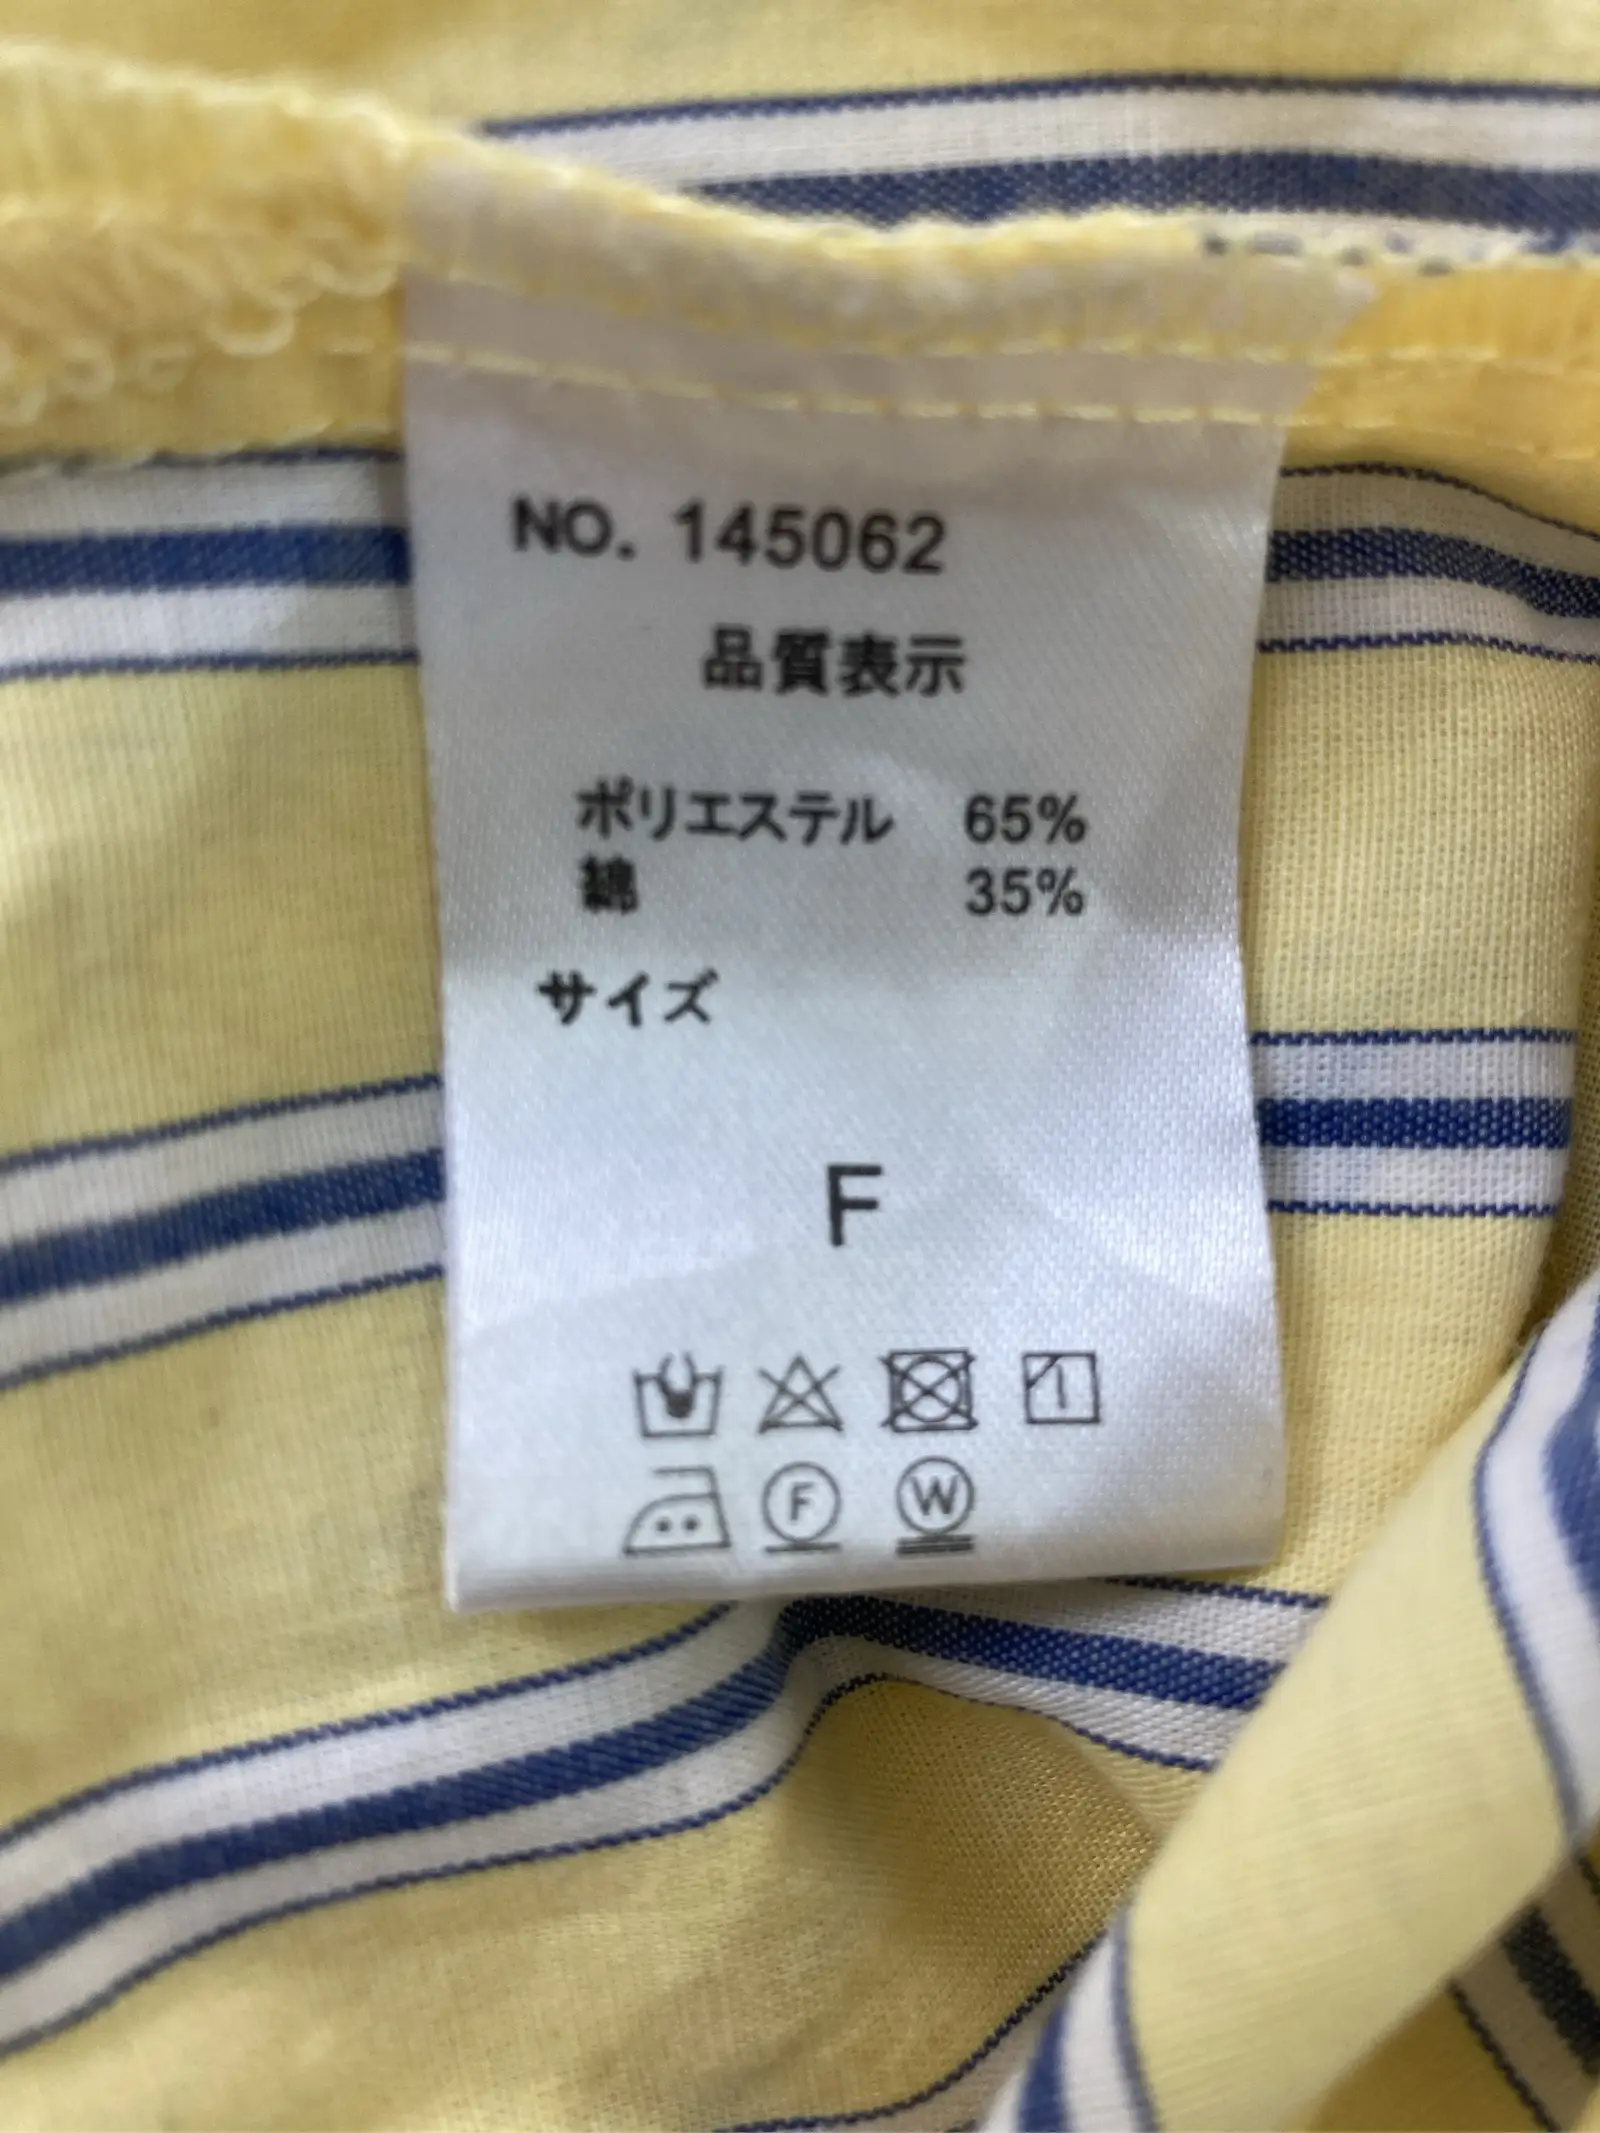 NO. 145062
品質表示
ポリエステル 65%
綿 35%
サイズ
F
F W